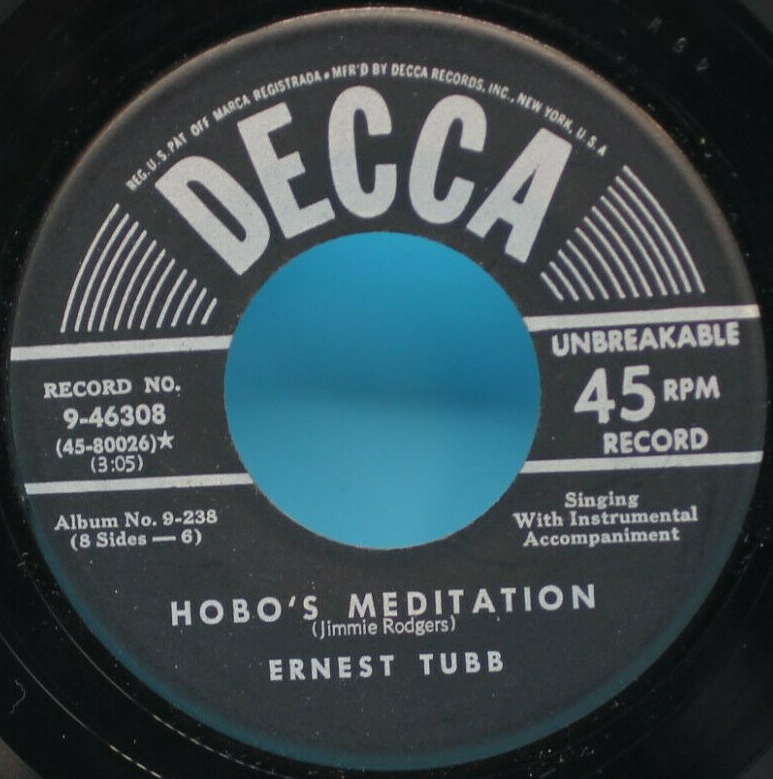 REG. U.S. PAT OFF MARCA REGISTRADA • MFR'D BY DECCA RECORDS, INC., NEW YORK, U.S.A
DECCA
RECORD NO.
9-46308
(45-80026)★
(3:05)
Album No. 9-238
(8 Sides — 6)
UNBREAKABLE
45 RPM
RECORD
Singing
With Instrumental
Accompaniment
HOBO'S MEDITATION
(Jimmie Rodgers)
ERNEST TUBB